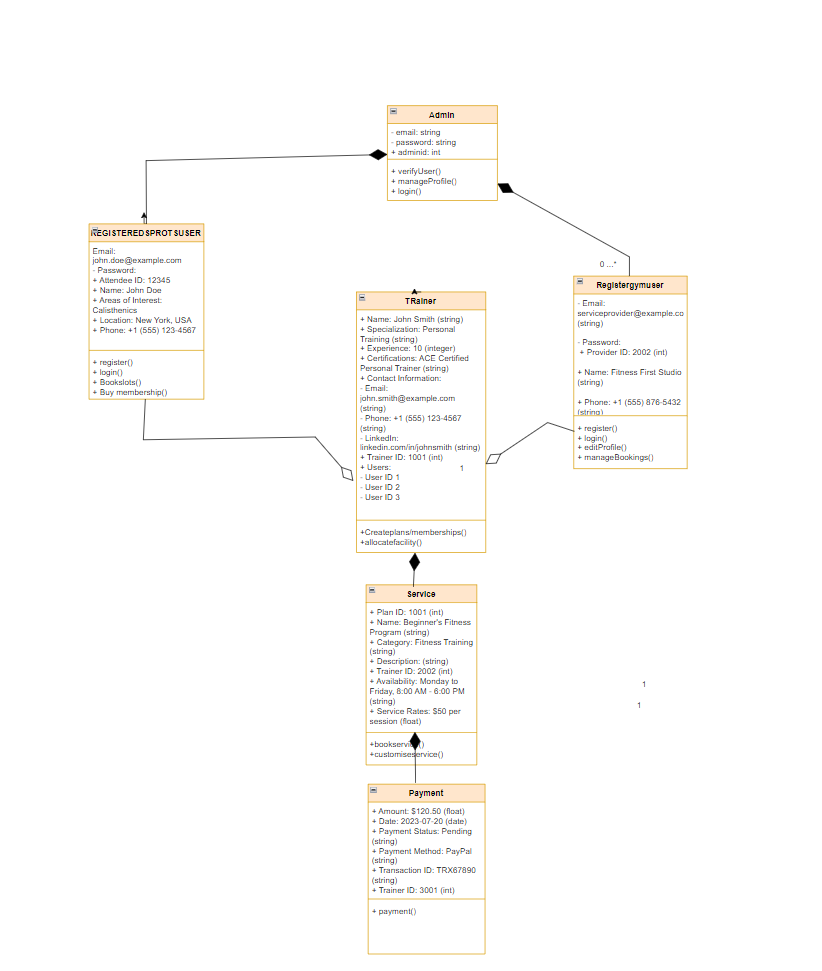 Admin
- email: string
- password: string
+ adminid: int
+ verifyUser()
+ manageProfile()
+ login()
REGISTEREDSPROTSUSER
Email:
john.doe@example.com
- Password:
+ Attendee ID: 12345
+ Name: John Doe
+ Areas of Interest:
Calisthenics
+ Location: New York, USA
+ Phone: +1 (555) 123-4567
+ register()
+ login()
+ Bookslots()
+ Buy membership()
0 ...*
Registergymuser
- Email:
serviceprovider@example.co
(string)
- Password:
+ Provider ID: 2002 (int)
+ Name: Fitness First Studio
(string)
+ Phone: +1 (555) 876-5432
(string)
+ register()
+ login()
+ editProfile()
+ manageBookings()
TRainer
+ Name: John Smith (string)
+ Specialization: Personal
Training (string)
+ Experience: 10 (integer)
+ Certifications: ACE Certified
Personal Trainer (string)
+ Contact Information:
- Email:
john.smith@example.com
(string)
- Phone: +1 (555) 123-4567
(string)
- LinkedIn:
linkedin.com/in/johnsmith (string)
+ Trainer ID: 1001 (int)
+ Users:
1
- User ID 1
- User ID 2
- User ID 3
+Createplans/memberships()
+allocatefacility()
Service
+ Plan ID: 1001 (int)
+ Name: Beginner's Fitness
Program (string)
+ Category: Fitness Training
(string)
+ Description: (string)
+ Trainer ID: 2002 (int)
+ Availability: Monday to
Friday, 8:00 AM - 6:00 PM
(string)
+ Service Rates: $50 per
session (float)
+bookservice()
+customiseservice()
1
1
Payment
+ Amount: $120.50 (float)
+ Date: 2023-07-20 (date)
+ Payment Status: Pending
(string)
+ Payment Method: PayPal
(string)
+ Transaction ID: TRX67890
(string)
+ Trainer ID: 3001 (int)
+ payment()